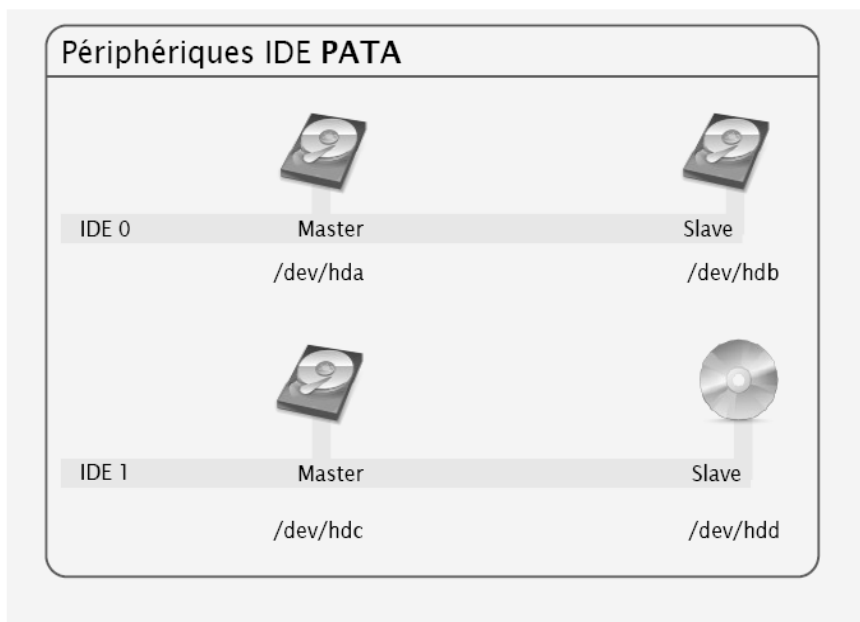 Périphériques IDE PATA
IDE 0 Master Slave
/dev/hda /dev/hdb
IDE 1 Master Slave
/dev/hdc /dev/hdd